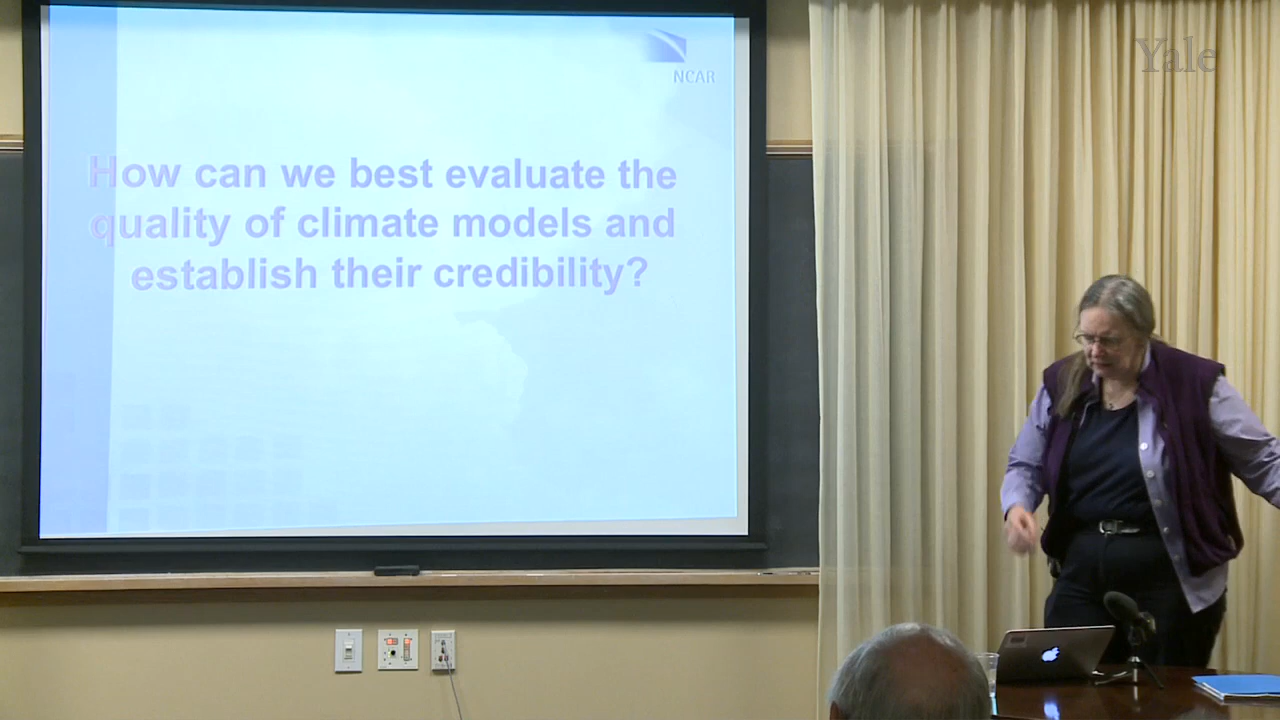 Yale
NCAR
How can we best evaluate the
quality of climate models and
establish their credibility?